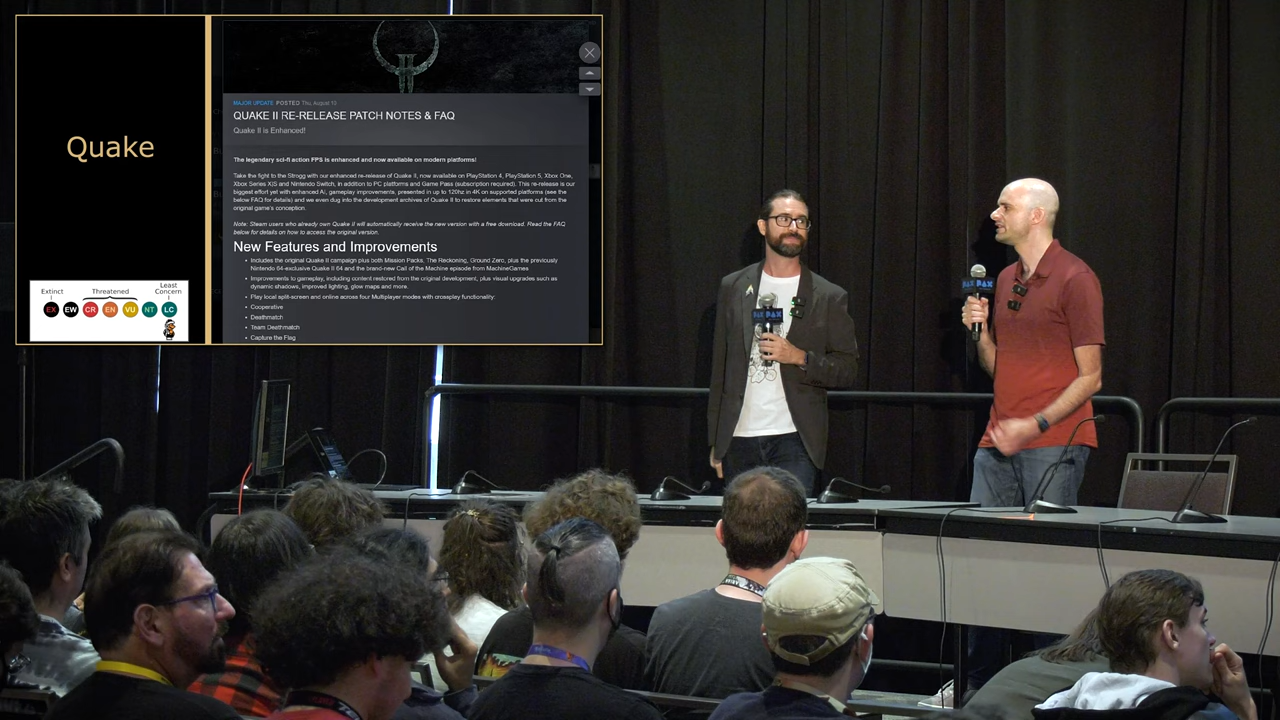 Quake
MAJOR UPDATE POSTED Thu, August 10
QUAKE II RE-RELEASE PATCH NOTES & FAQ
Quake II is Enhanced!
The legendary sci-fi action FPS is enhanced and now available on modern platforms!
Take the fight to the Strogg with our enhanced re-release of Quake II, now available on PlayStation 4, PlayStation 5, Xbox One,
Xbox Series X|S and Nintendo Switch, in addition to PC platforms and Game Pass (subscription required). This re-release is our
biggest effort yet with enhanced AI, gameplay improvements, presented in up to 120hz in 4K on supported platforms (see the
below FAQ for details) and we even dug into the development archives of Quake II to restore elements that were cut from the
original game's conception.
Note: Steam users who already own Quake II will automatically receive the new version with a free download. Read the FAQ
below for details on how to access the original version.
New Features and Improvements
• Includes the original Quake II campaign plus both Mission Packs, The Reckoning, Ground Zero, plus the previously
Nintendo 64-exclusive Quake II 64 and the brand-new Call of the Machine episode from MachineGames
• Improvements to gameplay, including content restored from the original development, plus visual upgrades such as
dynamic shadows, improved lighting, glow maps and more.
• Play local split-screen and online across four Multiplayer modes with crossplay functionality:
• Cooperative
• Deathmatch
• Team Deathmatch
• Capture the Flag
Extinct Threatened Least
Concern
EX EW CR EN VU NT LC
PAX
PAX